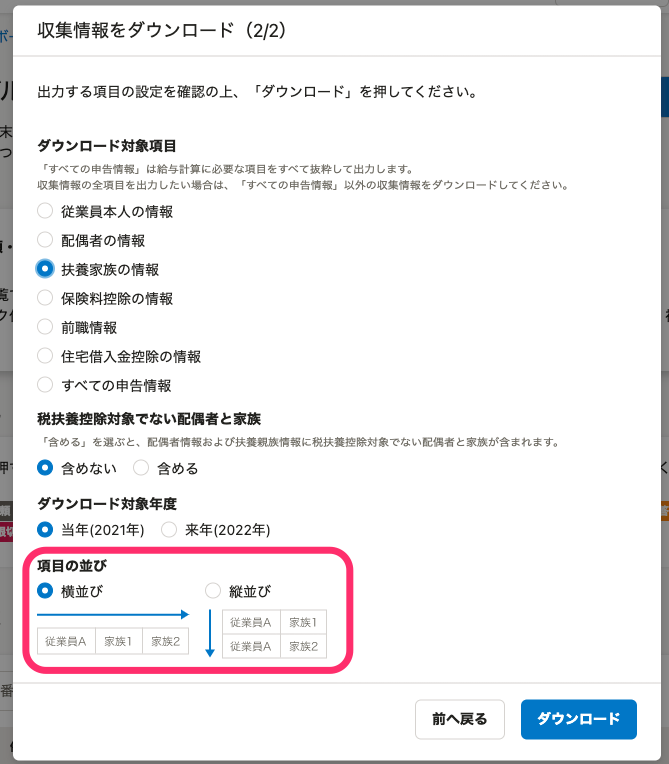 収集情報をダウンロード（2/2）
出力する項目の設定を確認の上、「ダウンロード」を押してください。
ダウンロード対象項目
「すべての申告情報」は給与計算に必要な項目をすべて抜粋して出力します。
収集情報の全項目を出力したい場合は、「すべての申告情報」以外の収集情報をダウンロードしてください。
従業員本人の情報
配偶者の情報
扶養家族の情報
保険料控除の情報
前職情報
住宅借入金控除の情報
すべての申告情報
税扶養控除対象でない配偶者と家族
「含める」を選ぶと、配偶者情報および扶養親族情報に税扶養控除対象でない配偶者と家族が含まれます。
含めない 含める
ダウンロード対象年度
当年(2021年) 来年(2022年)
項目の並び
横並び 縦並び
従業員A 家族1 家族2
従業員A 家族1
従業員A 家族2
前へ戻る ダウンロード